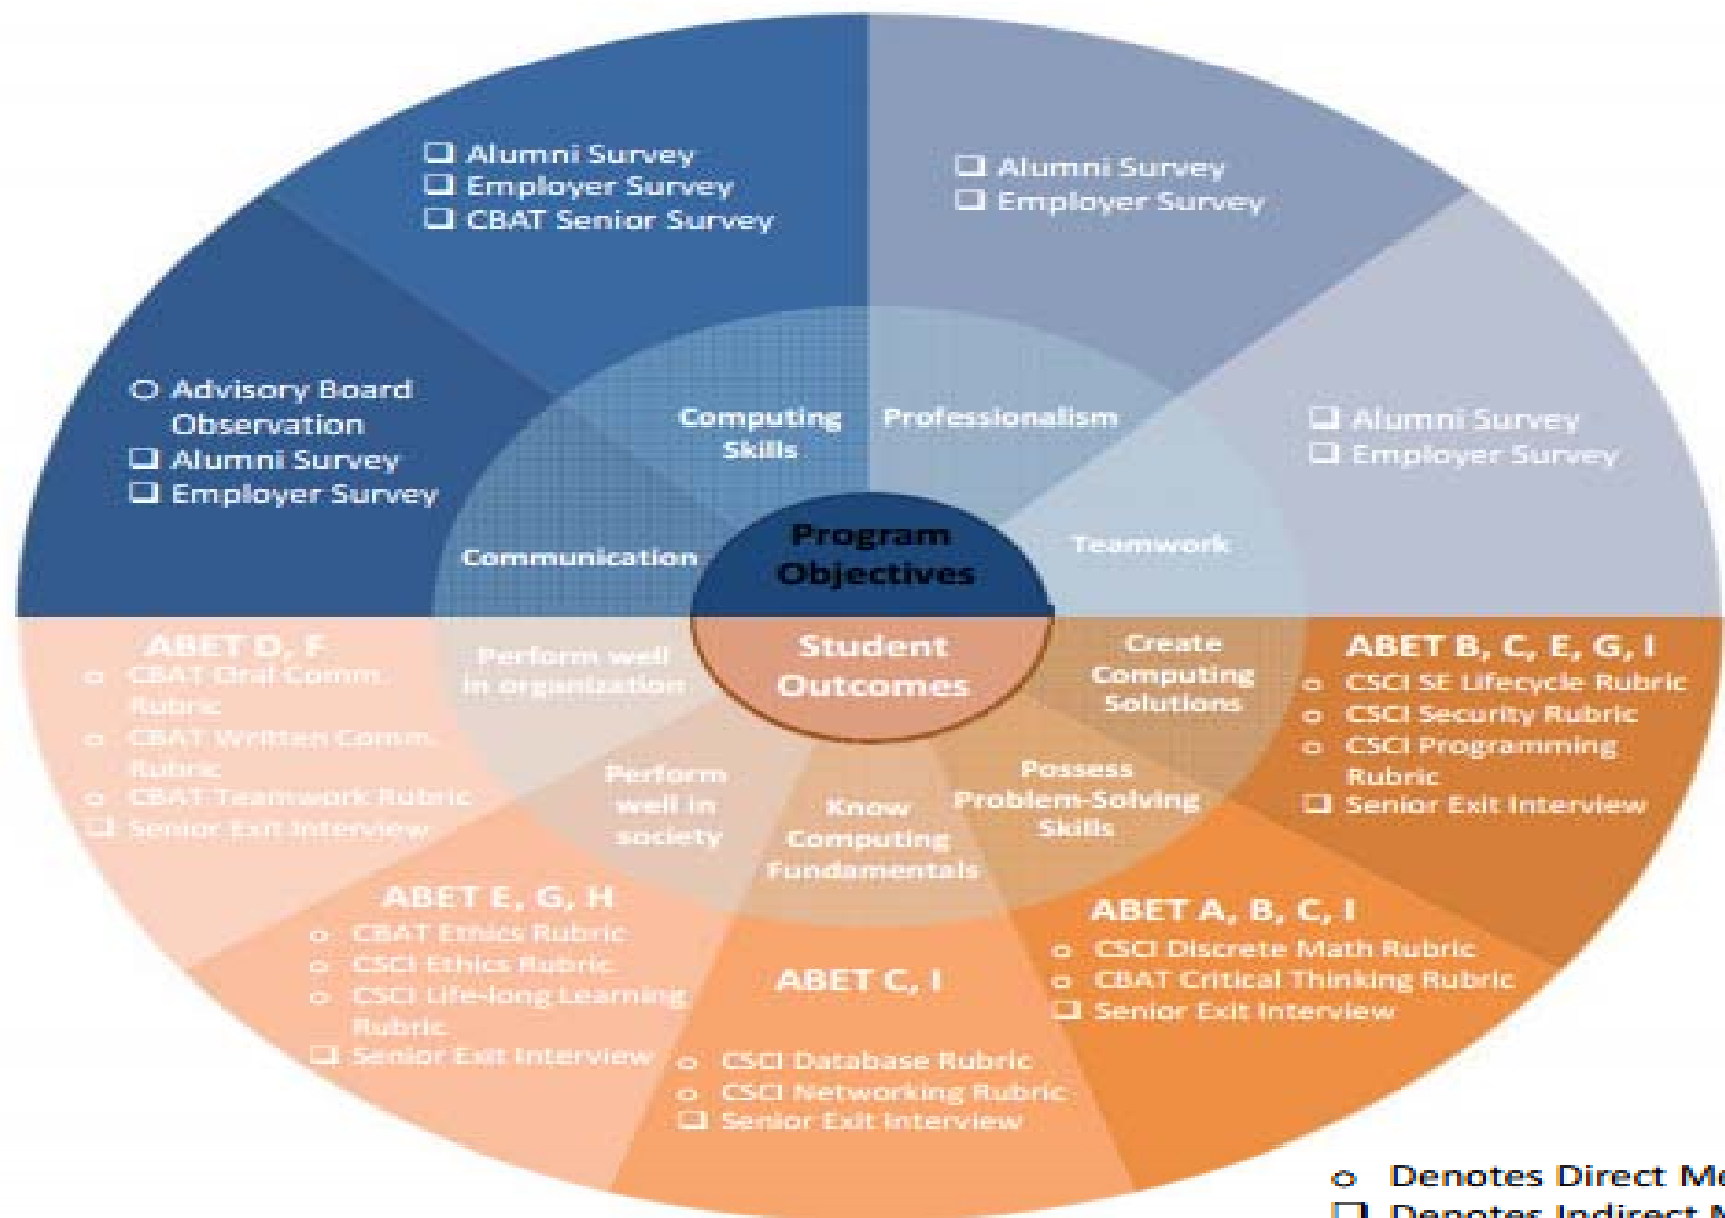 ❑ Alumni Survey
❑ Employer Survey
❑ CBAT Senior Survey
❑ Alumni Survey
❑ Employer Survey
○ Advisory Board
Observation
❑ Alumni Survey
❑ Employer Survey
❑ Alumni Survey
❑ Employer Survey
Computing
Skills
Professionalism
Communication
Teamwork
Program
Objectives
Student
Outcomes
Perform well
in organization
Create
Computing
Solutions
Perform
well in
society
Know
Computing
Fundamentals
Possess
Problem-Solving
Skills
ABET D, F
o CBAT Oral Comm.
Rubric
o CBAT Written Comm.
Rubric
o CBAT Teamwork Rubric
❑ Senior Exit Interview
ABET B, C, E, G, I
o CSCI SE Lifecycle Rubric
o CSCI Security Rubric
o CSCI Programming
Rubric
❑ Senior Exit Interview
ABET E, G, H
o CBAT Ethics Rubric
o CSCI Ethics Rubric
o CSCI Life-long Learning
Rubric
❑ Senior Exit Interview
ABET C, I
o CSCI Database Rubric
o CSCI Networking Rubric
❑ Senior Exit Interview
ABET A, B, C, I
o CSCI Discrete Math Rubric
o CBAT Critical Thinking Rubric
❑ Senior Exit Interview
o Denotes Direct
❑ Denotes Indirect